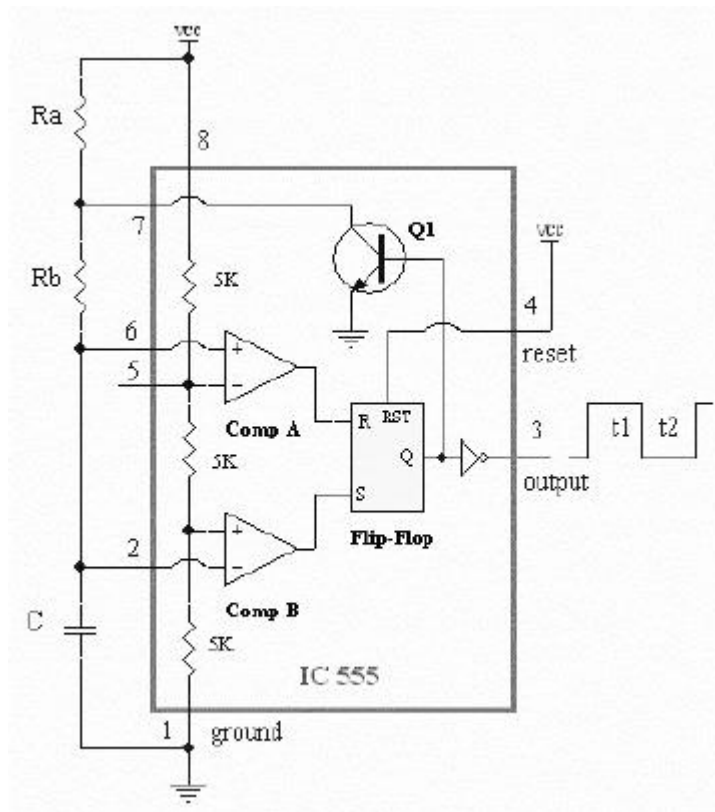 vcc
Ra
8
7
Q1
vcc
Rb
5K
4
6
reset
5
Comp A
R
RST
3
t1
t2
5K
Q
output
S
2
Flip-Flop
Comp B
C
5K
IC 555
1
ground